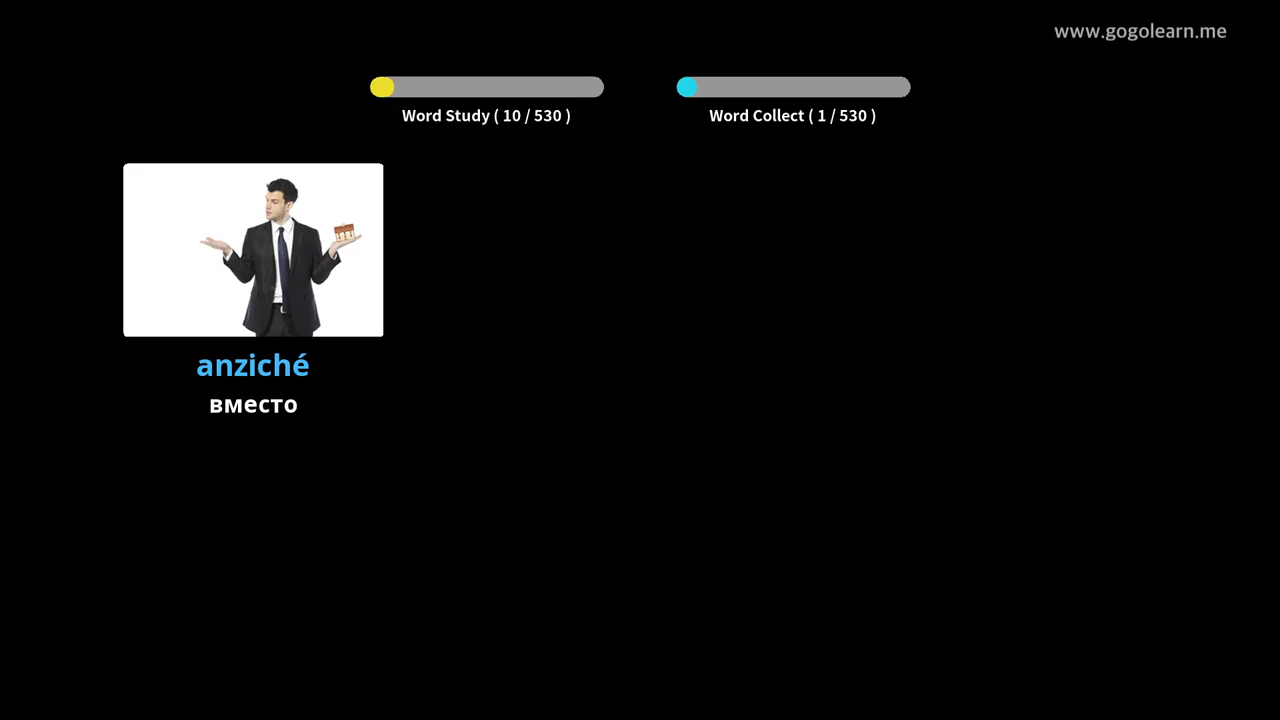 www.gogolearn.me
Word Study ( 10 / 530 )
Word Collect ( 1 / 530 )
anziché
вместо